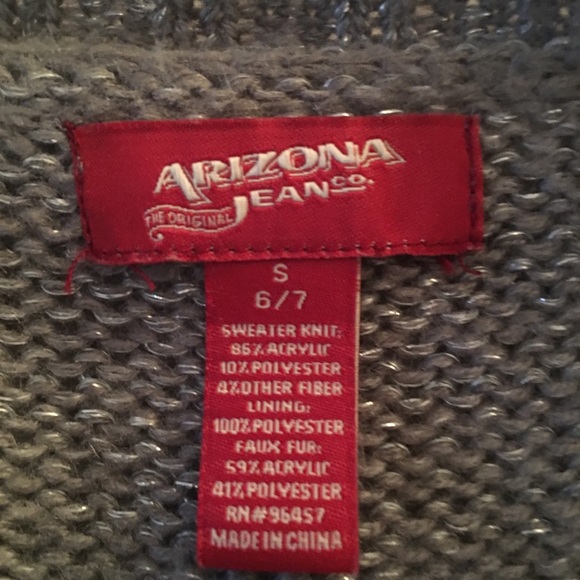 ARIZONA
THE ORIGINAL JEAN CO.
S
6/7
SWEATER KNIT:
86% ACRYLIC
10% POLYESTER
4% OTHER FIBER
LINING:
100% POLYESTER
FAUX FUR:
59% ACRYLIC
41% POLYESTER
RN#96457
MADE IN CHINA